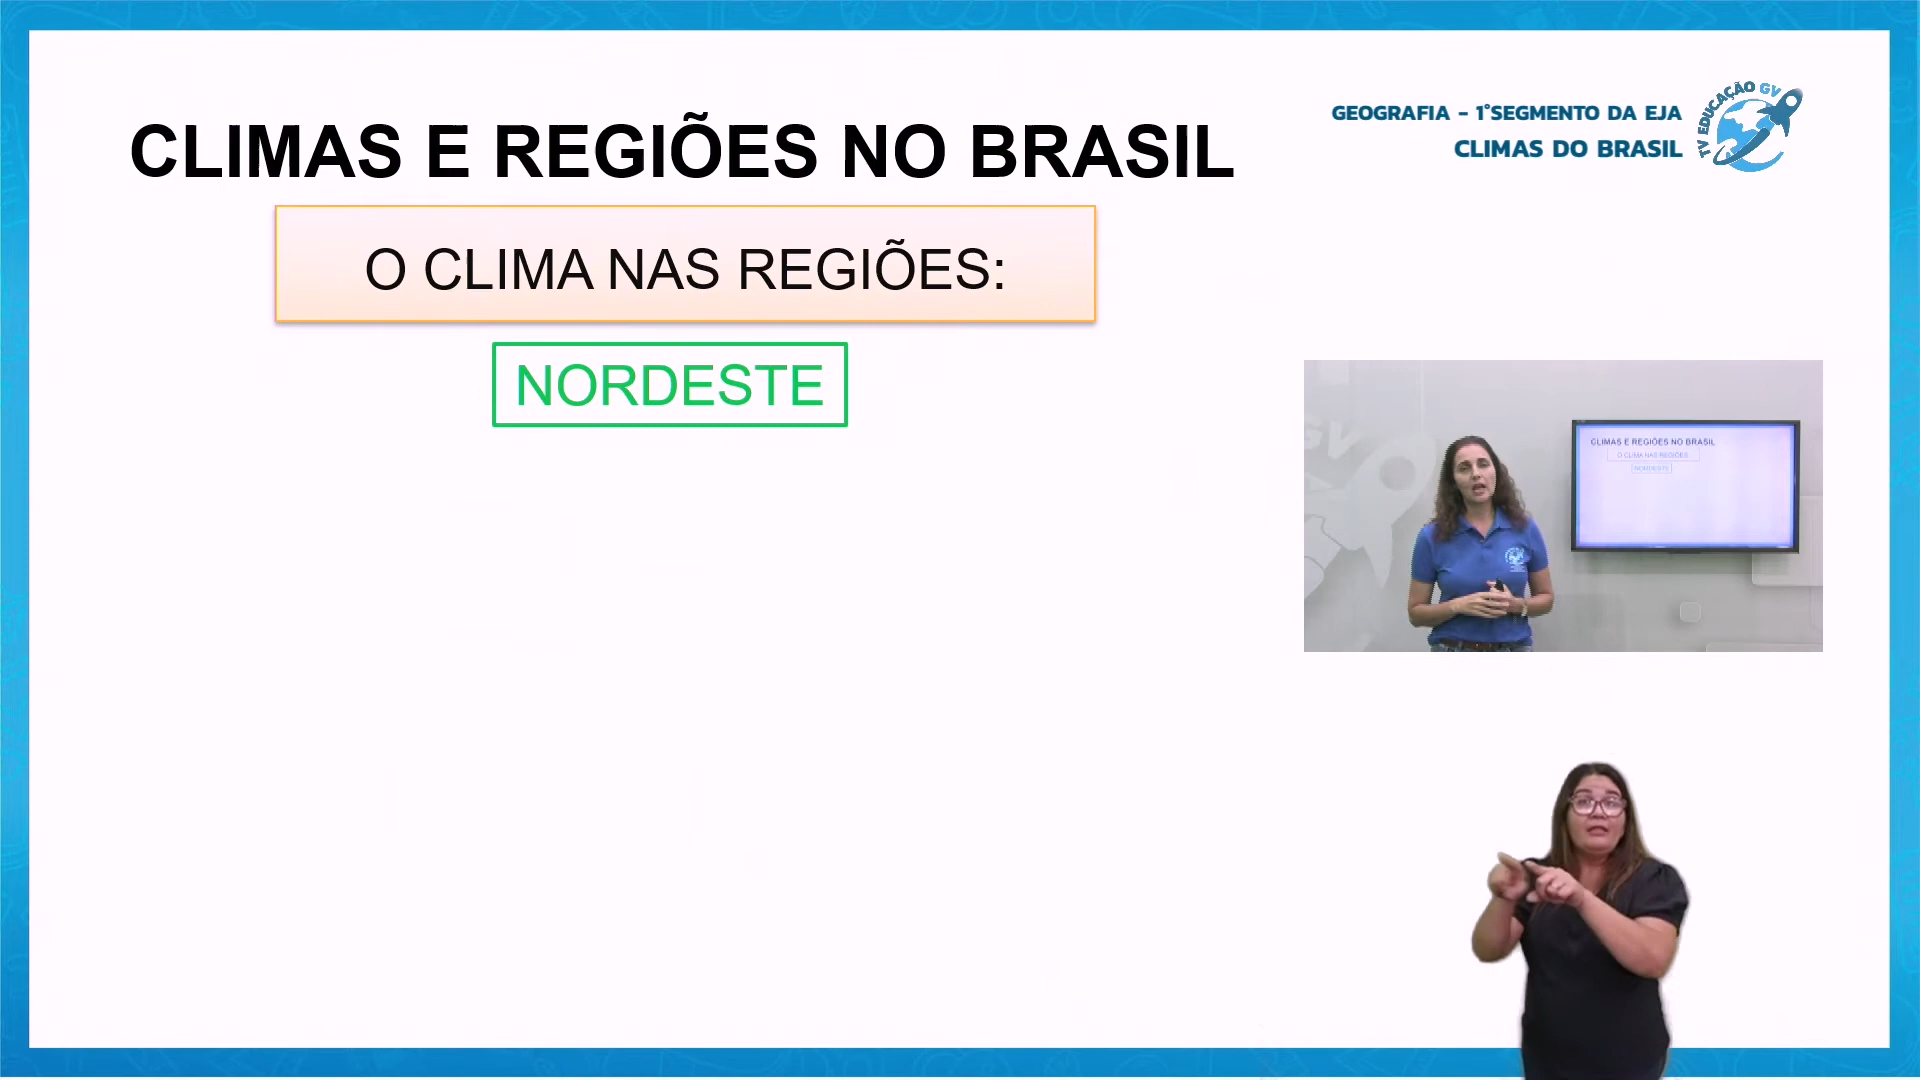 CLIMAS E REGIÕES NO BRASIL
GEOGRAFIA - 1°SEGMENTO DA EJA
CLIMAS DO BRASIL
TV EDUCAÇÃO GV
O CLIMA NAS REGIÕES:
NORDESTE
GV
CLIMAS E REGIÕES NO BRASIL
O CLIMA NAS REGIÕES:
NORDESTE